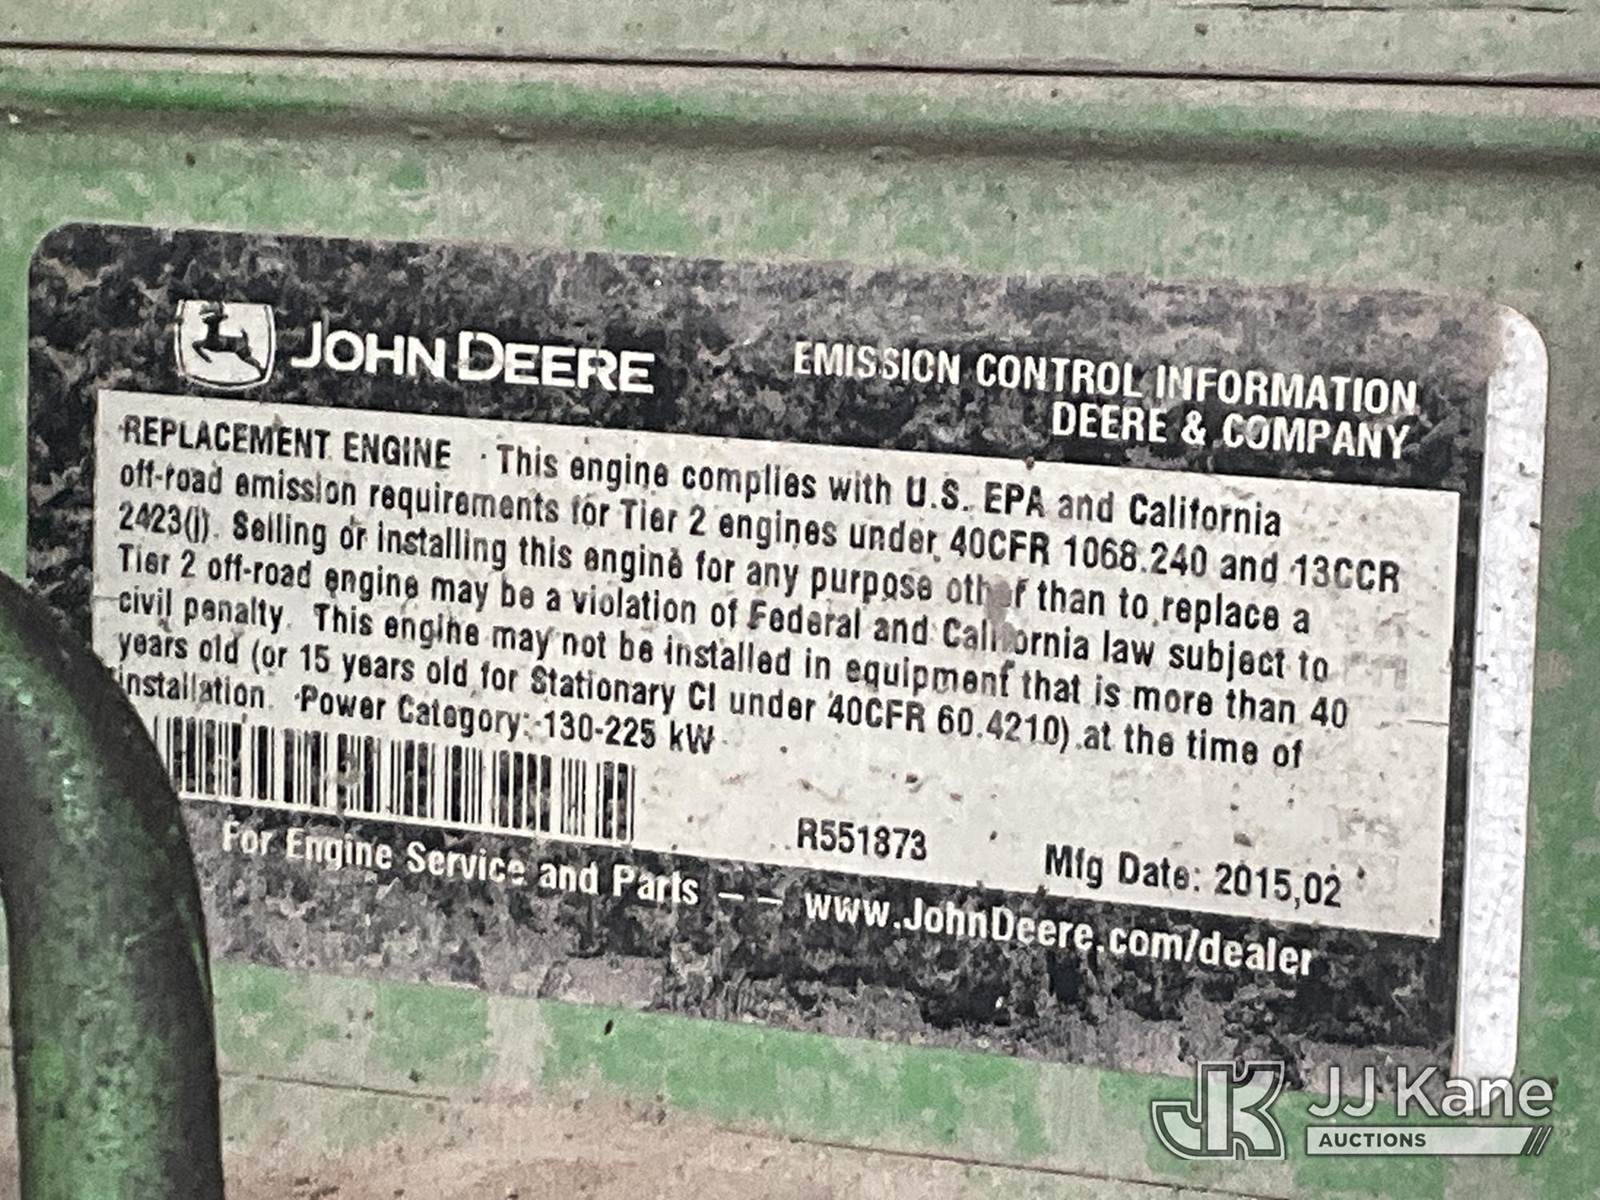 JOHN DEERE
EMISSION CONTROL INFORMATION
DEERE & COMPANY
REPLACEMENT ENGINE · This engine complies with U.S. EPA and California
off-road emission requirements for Tier 2 engines under 40CFR 1068.240 and 13CCR
2423(j). Selling or installing this engine for any purpose other than to replace a
Tier 2 off-road engine may be a violation of Federal and California law subject to
civil penalty. This engine may not be installed in equipment that is more than 40
years old (or 15 years old for Stationary CI under 40CFR 60.4210) at the time of
installation. Power Category: 130-225 kW
R551873
Mfg Date: 2015,02
For Engine Service and Parts – – www.JohnDeere.com/dealer
JK JJ Kane
AUCTIONS